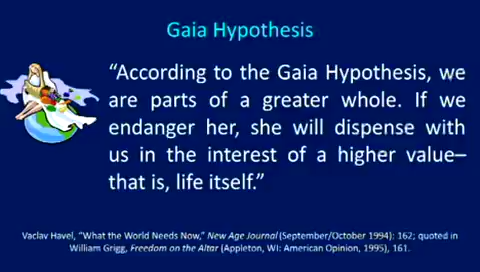 Gaia Hypothesis
“According to the Gaia Hypothesis, we
are parts of a greater whole. If we
endanger her, she will dispense with
us in the interest of a higher value–
that is, life itself.”
Vaclav Havel, “What the World Needs Now,” New Age Journal (September/October 1994): 162; quoted in
William Grigg, Freedom on the Altar (Appleton, WI: American Opinion, 1995), 161.